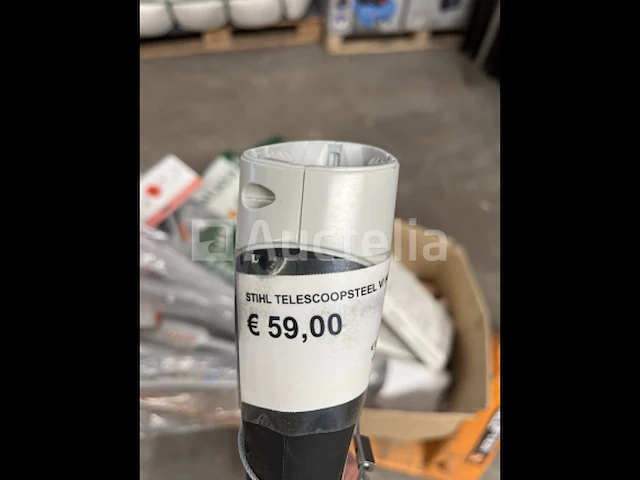 Auctelia
STIHL TELESCOOPSTEEL
€ 59,00